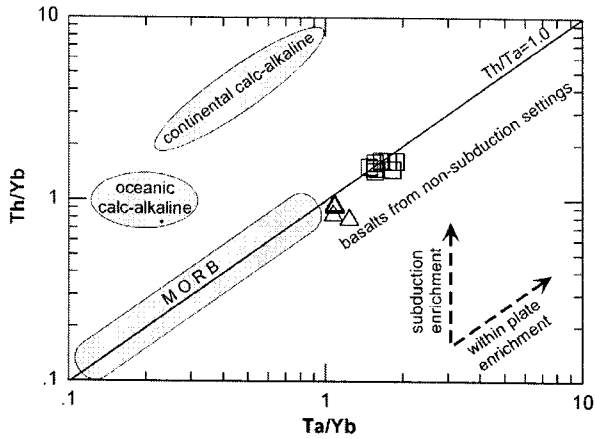 10
continental calc-alkaline
Th/Ta=1.0
Th/Yb
1
oceanic
calc-alkaline
basalts from non-subduction settings
MORB
subduction
enrichment
within plate
enrichment
.1
.1
1
10
Ta/Yb